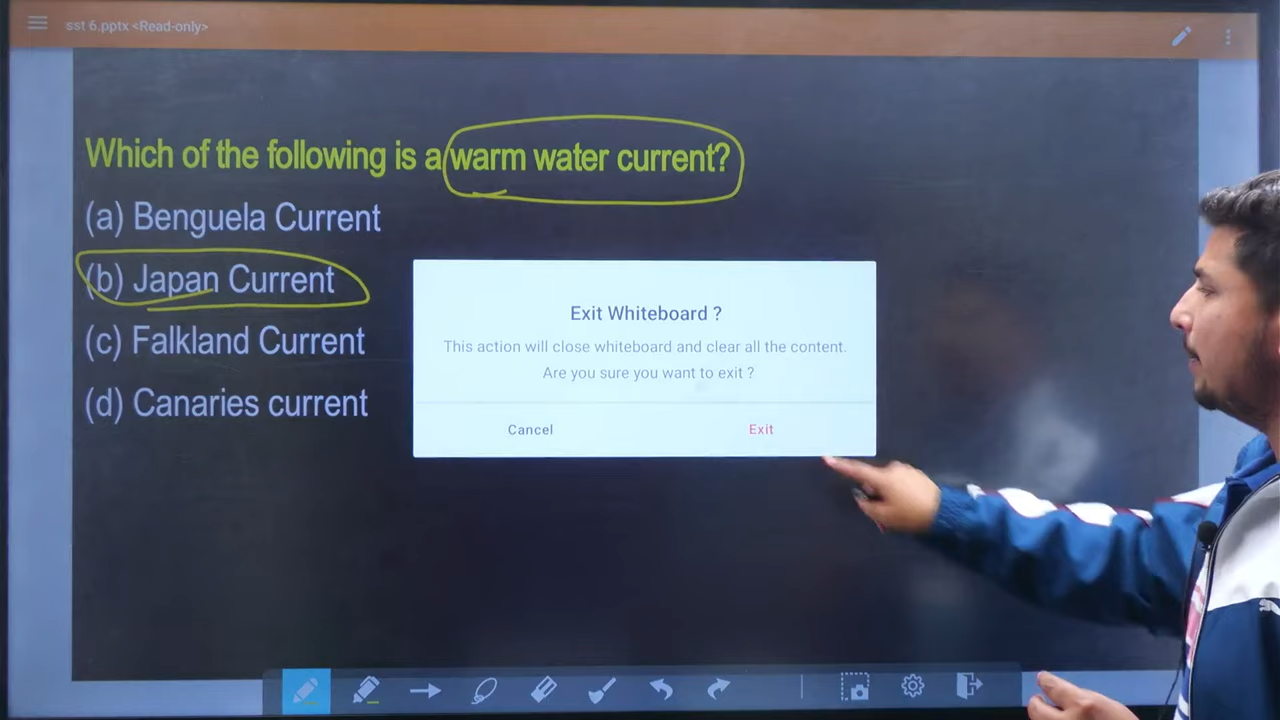 sst 6.pptx <Read-only>
Which of the following is a warm water current?
(a) Benguela Current
(b) Japan Current
(c) Falkland Current
(d) Canaries current
Exit Whiteboard ?
This action will close whiteboard and clear all the content.
Are you sure you want to exit ?
Cancel
Exit